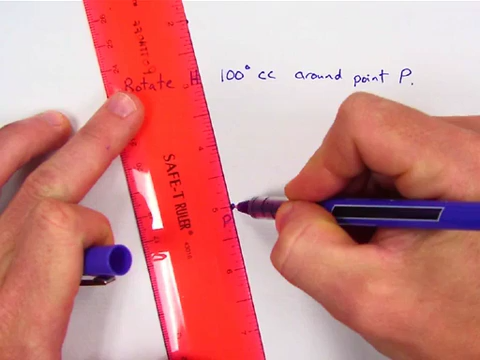 Rotate H 100° cc around point P.
SAFE-T RULER®
P